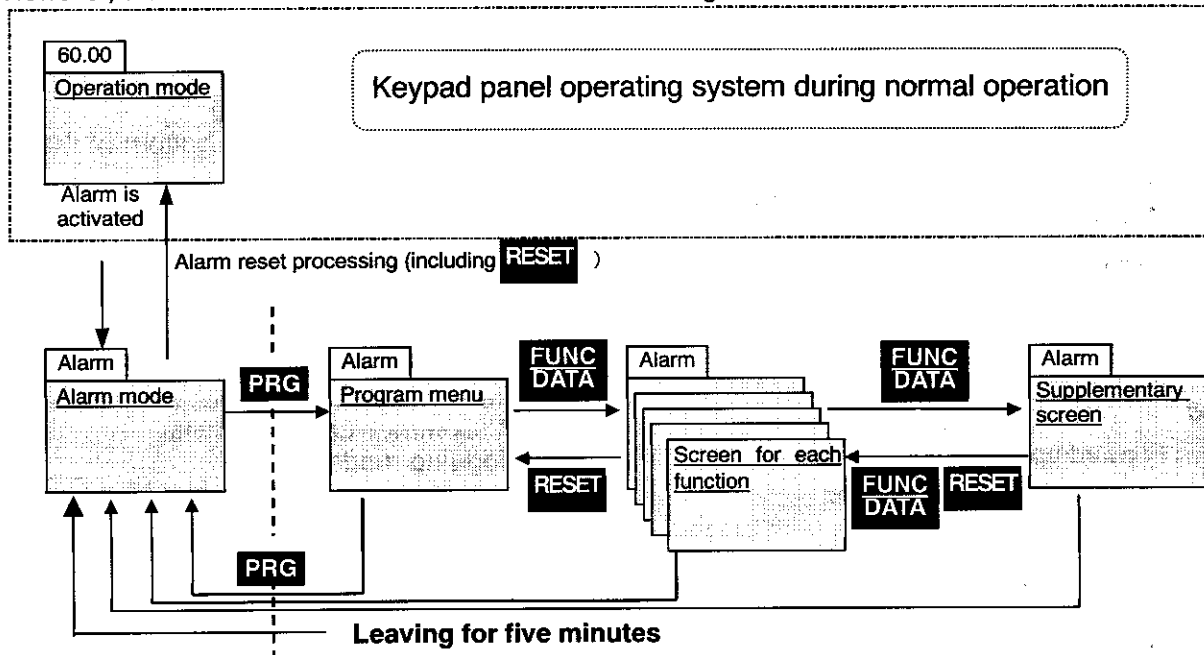 60.00
Operation mode
Keypad panel operating system during normal operation
Alarm is
activated
Alarm reset processing (including RESET )
Alarm
Alarm mode
PRG
Alarm
Program menu
FUNC
DATA
RESET
Alarm
Screen for each
function
FUNC
DATA
FUNC
DATA
RESET
Alarm
Supplementary
screen
PRG
Leaving for five minutes